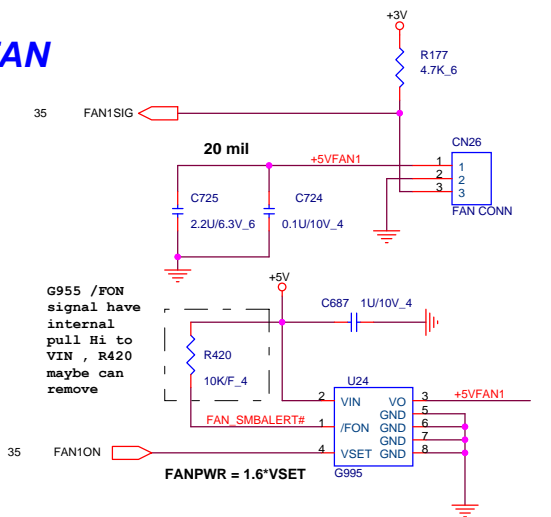 FAN
+3V
R177
4.7K_6
35 FAN1SIG
20 mil
+5VFAN1
CN26
1 1
2 2
3 3
FAN CONN
C725
2.2U/6.3V_6
C724
0.1U/10V_4
G955 /FON
signal have
internal
pull Hi to
VIN , R420
maybe can
remove
+5V
C687 1U/10V_4
R420
10K/F_4
U24
2 VIN VO 3 +5VFAN1
GND 5
FAN_SMBALERT# 1 /FON GND 6
GND 7
35 FAN1ON 4 VSET GND 8
G995
FANPWR = 1.6*VSET